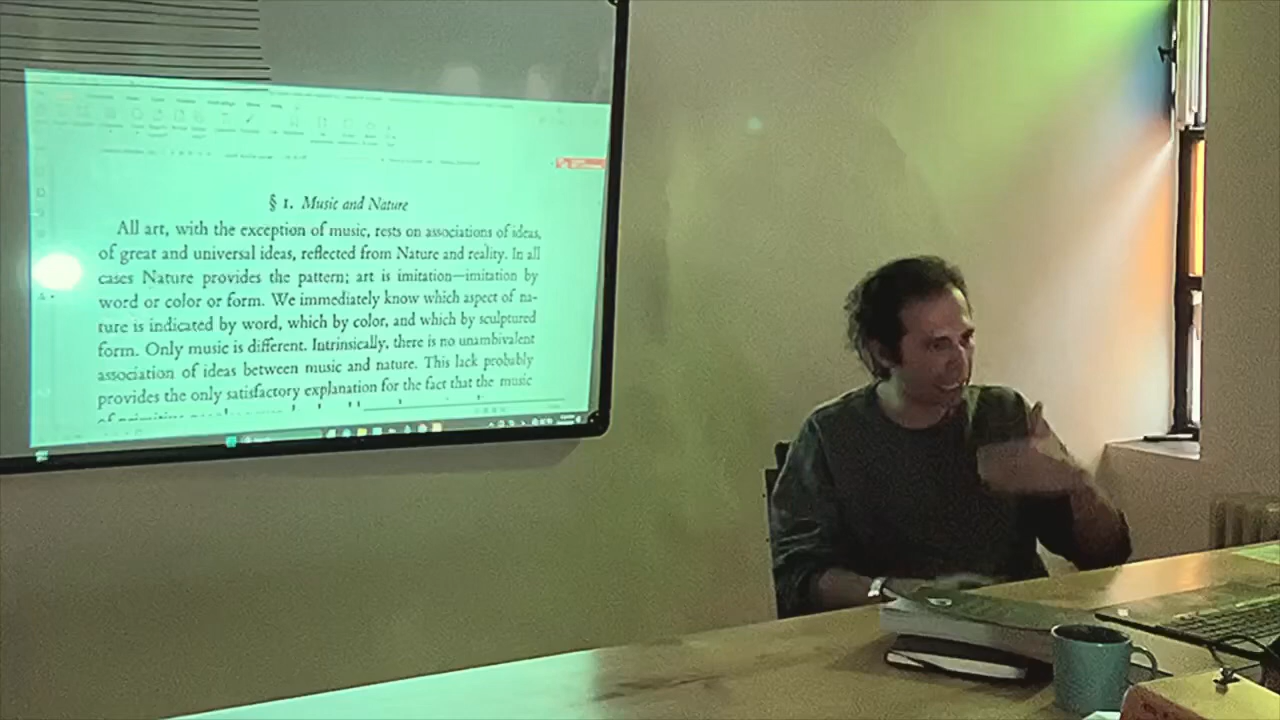 § 1. Music and Nature
All art, with the exception of music, rests on associations of ideas,
of great and universal ideas, reflected from Nature and reality. In all
cases Nature provides the pattern; art is imitation—imitation by
word or color or form. We immediately know which aspect of na-
ture is indicated by word, which by color, and which by sculptured
form. Only music is different. Intrinsically, there is no unambivalent
association of ideas between music and nature. This lack probably
provides the only satisfactory explanation for the fact that the music